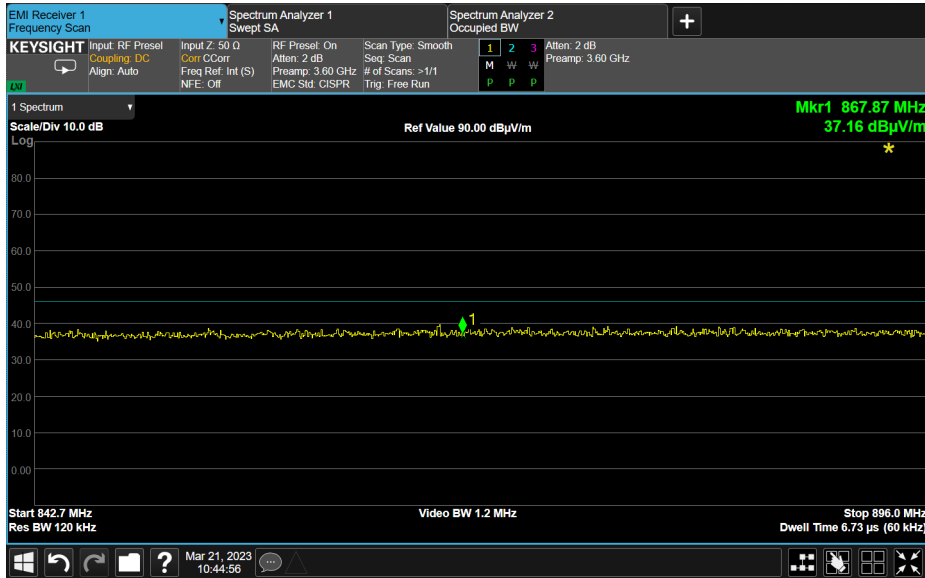 EMI Receiver 1
Frequency Scan
Spectrum Analyzer 1
Swept SA
Spectrum Analyzer 2
Occupied BW
+
KEYSIGHT
LXI
Input: RF Presel
Coupling: DC
Align: Auto
Input Z: 50 Ω
Corr CCorr
Freq Ref: Int (S)
NFE: Off
RF Presel: On
Atten: 2 dB
Preamp: 3.60 GHz
EMC Std: CISPR
Scan Type: Smooth
Seq: Scan
# of Scans: >1/1
Trig: Free Run
1 2 3
M W W
P P P
Atten: 2 dB
Preamp: 3.60 GHz
1 Spectrum
Scale/Div 10.0 dB
Ref Value 90.00 dBµV/m
Mkr1 867.87 MHz
37.16 dBµV/m
Log
*
80.0
70.0
60.0
50.0
40.0
1
30.0
20.0
10.0
0.00
Start 842.7 MHz
Video BW 1.2 MHz
Stop 896.0 MHz
Res BW 120 kHz
Dwell Time 6.73 µs (60 kHz)
?
Mar 21, 2023
10:44:56